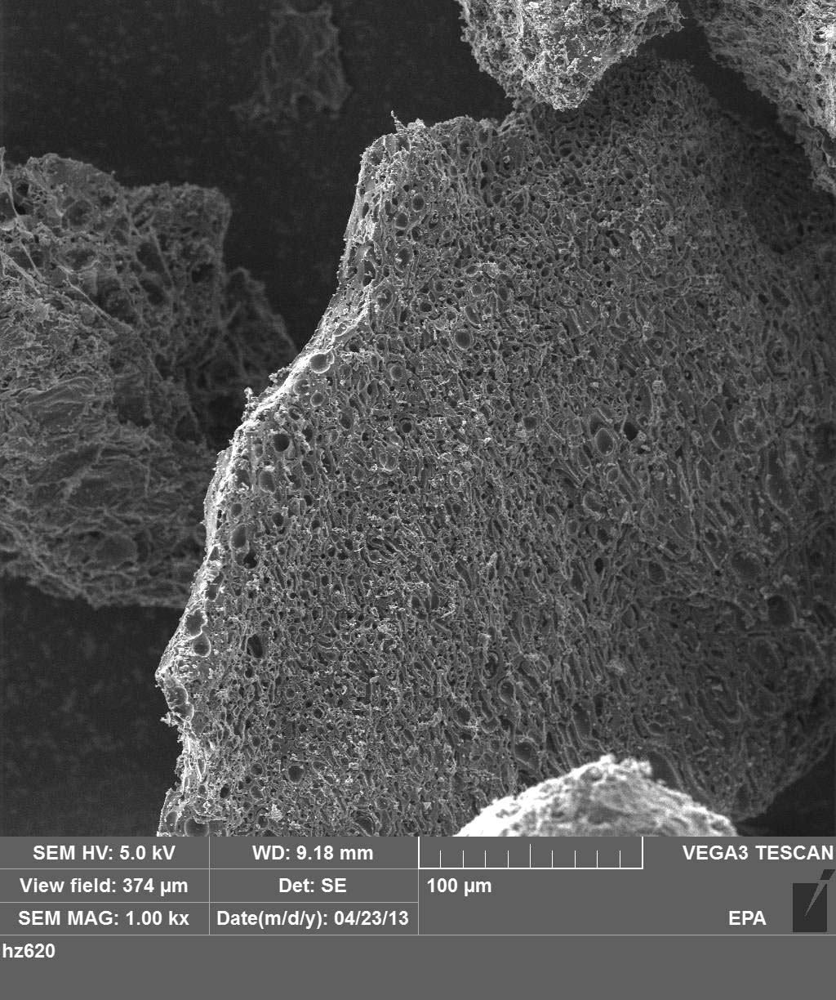 SEM HV: 5.0 kV WD: 9.18 mm VEGA3 TESCAN
View field: 374 µm Det: SE 100 µm
SEM MAG: 1.00 kx Date(m/d/y): 04/23/13 EPA
hz620